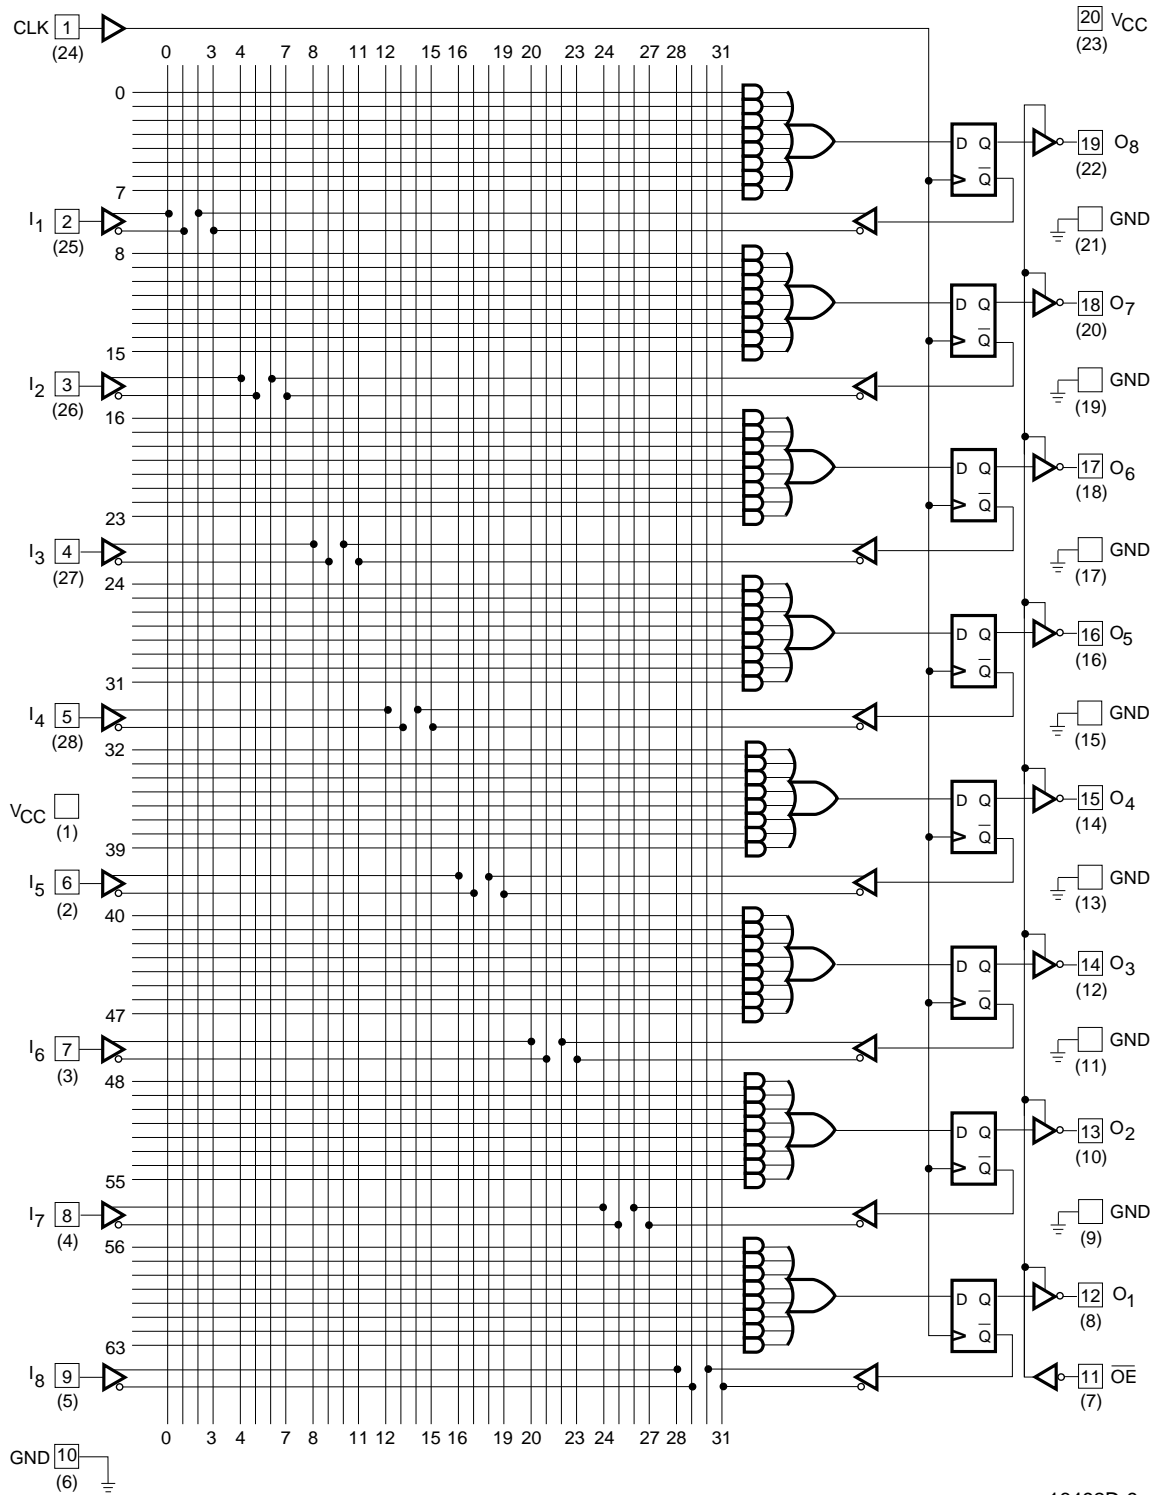 CLK 1
(24)
20 VCC
(23)
0 3 4 7 8 11 12 15 16 19 20 23 24 27 28 31
0
D Q
19 O8
(22)
7
Q
I1 2
(25)
GND
(21)
8
D Q
18 O7
(20)
15
Q
I2 3
(26)
GND
(19)
16
D Q
17 O6
(18)
23
Q
I3 4
(27)
GND
(17)
24
D Q
16 O5
(16)
31
Q
I4 5
(28)
GND
(15)
32
VCC
(1)
D Q
15 O4
(14)
39
Q
I5 6
(2)
GND
(13)
40
D Q
14 O3
(12)
47
Q
I6 7
(3)
GND
(11)
48
D Q
13 O2
(10)
55
Q
I7 8
(4)
GND
(9)
56
D Q
12 O1
(8)
63
Q
I8 9
(5)
11 OE
(7)
0 3 4 7 8 11 12 15 16 19 20 23 24 27 28 31
GND 10
(6)